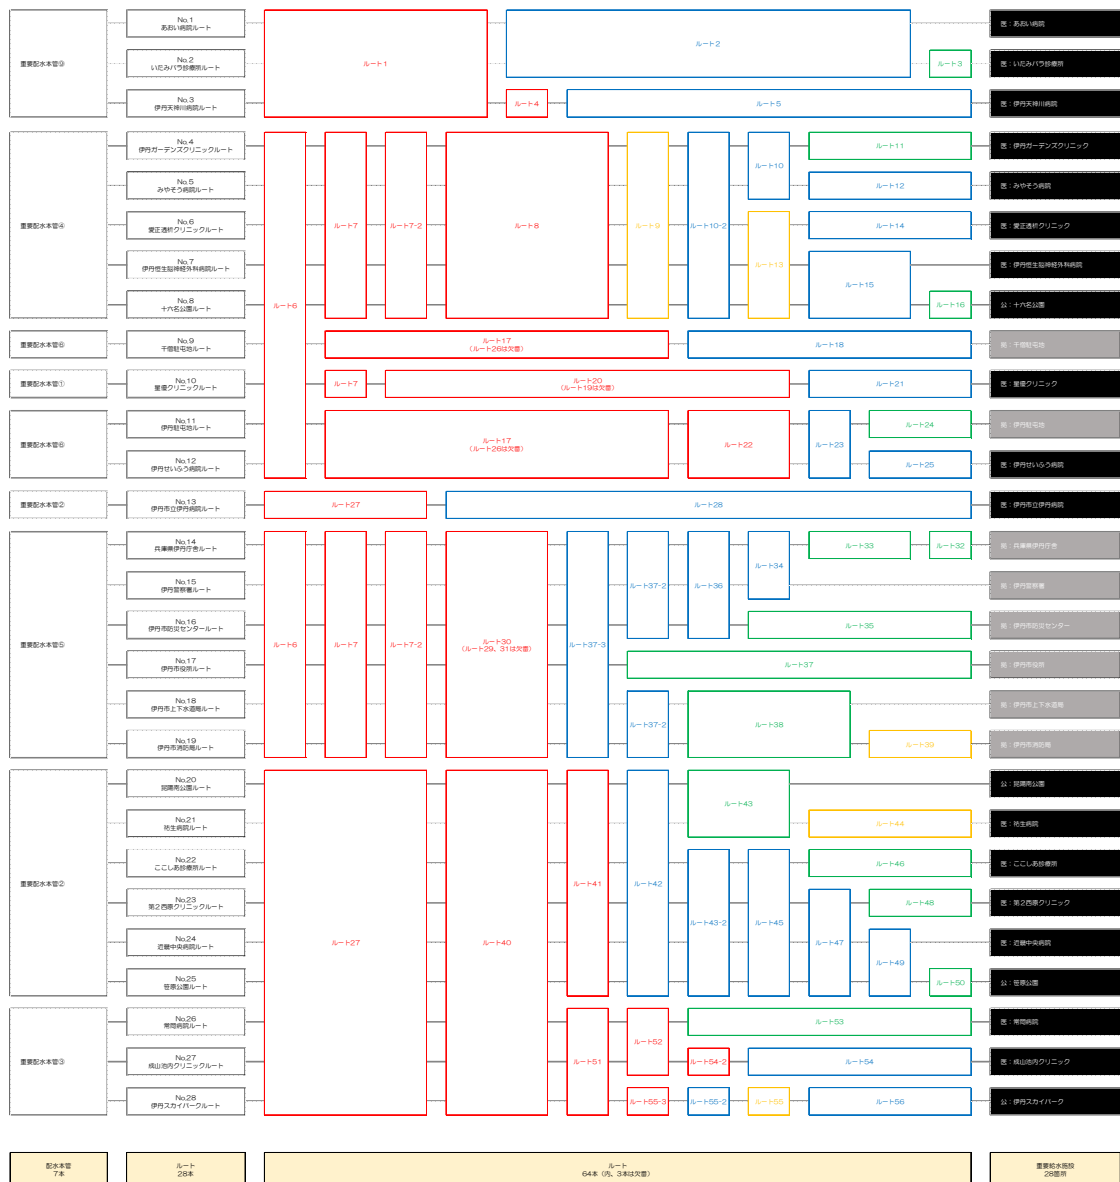 重要配水本管③
No.1
あおい病院ルート
No.2
いたみバラ診療所ルート
No.3
伊丹天神川病院ルート
ルート1
ルート2
ルート3
ルート4
ルート5
医：あおい病院
医：いたみバラ診療所
医：伊丹天神川病院
重要配水本管④
No.4
伊丹ガーデンズクリニックルート
No.5
みやそう病院ルート
No.6
愛正透析クリニックルート
No.7
伊丹恒生脳神経外科病院ルート
No.8
十六名公園ルート
ルート6
ルート7
ルート7-2
ルート8
ルート9
ルート10-2
ルート10
ルート11
ルート12
ルート13
ルート14
ルート15
ルート16
医：伊丹ガーデンズクリニック
医：みやそう病院
医：愛正透析クリニック
医：伊丹恒生脳神経外科病院
公：十六名公園
重要配水本管⑥
No.9
千僧駐屯地ルート
ルート17
（ルート26は欠番）
ルート18
千僧駐屯地
重要配水本管①
No.10
星優クリニックルート
ルート7
ルート20
（ルート19は欠番）
ルート21
医：星優クリニック
重要配水本管⑥
No.11
伊丹駐屯地ルート
No.12
伊丹せいふう病院ルート
ルート17
（ルート26は欠番）
ルート22
ルート23
ルート24
ルート25
伊丹駐屯地
医：伊丹せいふう病院
重要配水本管②
No.13
伊丹市立伊丹病院ルート
ルート27
ルート28
医：伊丹市立伊丹病院
重要配水本管⑤
No.14
兵庫県伊丹庁舎ルート
No.15
伊丹警察署ルート
No.16
伊丹市防災センタールート
No.17
伊丹市役所ルート
No.18
伊丹市上下水道局ルート
No.19
伊丹市消防局ルート
ルート6
ルート7
ルート7-2
ルート30
（ルート29、31は欠番）
ルート37-3
ルート37-2
ルート36
ルート34
ルート33
ルート32
ルート35
ルート37
ルート37-2
ルート38
ルート39
兵庫県伊丹庁舎
伊丹警察署
伊丹市防災センター
伊丹市役所
伊丹市上下水道局
伊丹市消防局
重要配水本管②
No.20
昆陽南公園ルート
No.21
祐生病院ルート
No.22
ここしあ診療所ルート
No.23
第2西原クリニックルート
No.24
近畿中央病院ルート
No.25
笹原公園ルート
ルート27
ルート40
ルート41
ルート42
ルート43
ルート44
ルート43-2
ルート45
ルート46
ルート47
ルート48
ルート49
ルート50
公：昆陽南公園
医：祐生病院
医：ここしあ診療所
医：第2西原クリニック
医：近畿中央病院
公：笹原公園
重要配水本管③
No.26
常岡病院ルート
No.27
成山池内クリニックルート
No.28
伊丹スカイパークルート
ルート51
ルート52
ルート53
ルート54-2
ルート54
ルート55-3
ルート55-2
ルート55
ルート56
医：常岡病院
医：成山池内クリニック
公：伊丹スカイパーク
配水本管
7本
ルート
28本
ルート
64本（内、3本は欠番）
重要給水施設
28箇所